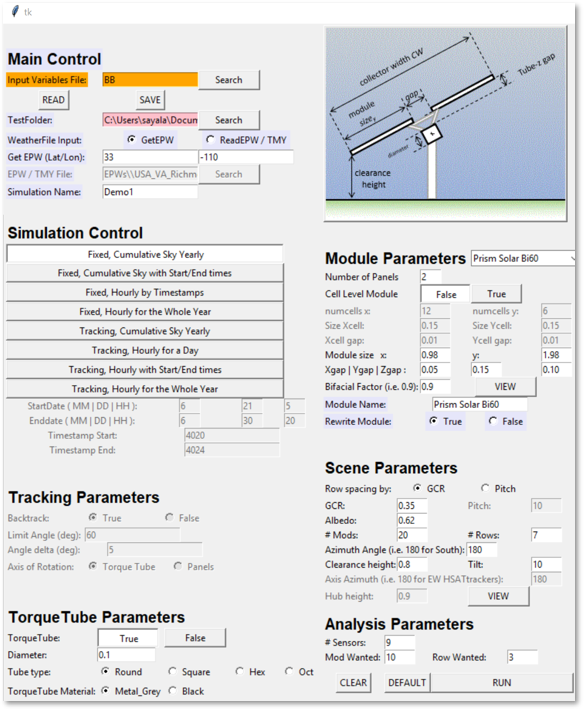 tk
Main Control
Input Variables File: BB Search
READ SAVE
TestFolder: C:\Users\sayala\Docun Search
WeatherFile Input: GetEPW ReadEPW / TMY
Get EPW (Lat/Lon): 33 -110
EPW / TMY File: EPWs\\USA_VA_Richm Search
Simulation Name: Demo1
Simulation Control
Fixed, Cumulative Sky Yearly
Fixed, Cumulative Sky with Start/End times
Fixed, Hourly by Timestamps
Fixed, Hourly for the Whole Year
Tracking, Cumulative Sky Yearly
Tracking, Hourly for a Day
Tracking, Hourly with Start/End times
Tracking, Hourly for the Whole Year
StartDate ( MM | DD | HH ): 6 21 5
Enddate ( MM | DD | HH ): 6 30 20
Timestamp Start: 4020
Timestamp End: 4024
Tracking Parameters
Backtrack: True False
Limit Angle (deg): 60
Angle delta (deg): 5
Axis of Rotation: Torque Tube Panels
TorqueTube Parameters
TorqueTube: True False
Diameter: 0.1
Tube type: Round Square Hex Oct
TorqueTube Material: Metal_Grey Black
collector width CW
Tube-z gap
gap
module
sizey
diameter
clearance
height
Module Parameters Prism Solar Bi60
Number of Panels 2
Cell Level Module False True
numcells x: 12 numcells y: 6
Size Xcell: 0.15 Size Ycell: 0.15
Xcell gap: 0.01 Ycell gap: 0.01
Module size x: 0.98 y: 1.98
Xgap | Ygap | Zgap : 0.05 0.15 0.10
Bifacial Factor (i.e. 0.9): 0.9 VIEW
Module Name: Prism Solar Bi60
Rewrite Module: True False
Scene Parameters
Row spacing by: GCR Pitch
GCR: 0.35 Pitch: 10
Albedo: 0.62
# Mods: 20 # Rows: 7
Azimuth Angle (i.e. 180 for South): 180
Clearance height: 0.8 Tilt: 10
Axis Azimuth (i.e. 180 for EW HSATtrackers): 180
Hub height: 0.9 VIEW
Analysis Parameters
# Sensors: 9
Mod Wanted: 10 Row Wanted: 3
CLEAR DEFAULT RUN